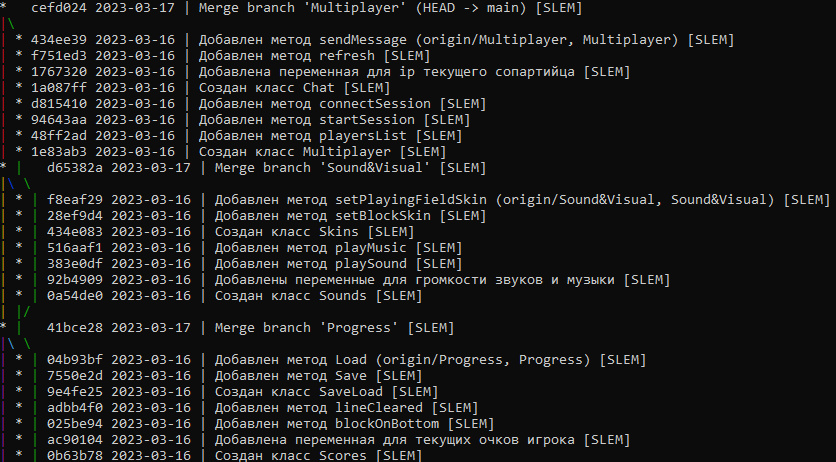 * cefd024 2023-03-17 | Merge branch 'Multiplayer' (HEAD -> main) [SLEM]
|\
| * 434ee39 2023-03-16 | Добавлен метод sendMessage (origin/Multiplayer, Multiplayer) [SLEM]
| * f751ed3 2023-03-16 | Добавлен метод refresh [SLEM]
| * 1767320 2023-03-16 | Добавлена переменная для ip текущего сопартийца [SLEM]
| * 1a087ff 2023-03-16 | Создан класс Chat [SLEM]
| * d815410 2023-03-16 | Добавлен метод connectSession [SLEM]
| * 94643aa 2023-03-16 | Добавлен метод startSession [SLEM]
| * 48ff2ad 2023-03-16 | Добавлен метод playersList [SLEM]
| * 1e83ab3 2023-03-16 | Создан класс Multiplayer [SLEM]
* | d65382a 2023-03-17 | Merge branch 'Sound&Visual' [SLEM]
|\ \
| * | f8eaf29 2023-03-16 | Добавлен метод setPlayingFieldSkin (origin/Sound&Visual, Sound&Visual) [SLEM]
| * | 28ef9d4 2023-03-16 | Добавлен метод setBlockSkin [SLEM]
| * | 434e083 2023-03-16 | Создан класс Skins [SLEM]
| * | 516aaf1 2023-03-16 | Добавлен метод playMusic [SLEM]
| * | 383e0df 2023-03-16 | Добавлен метод playSound [SLEM]
| * | 92b4909 2023-03-16 | Добавлены переменные для громкости звуков и музыки [SLEM]
| * | 0a54de0 2023-03-16 | Создан класс Sounds [SLEM]
| |/
* | 41bce28 2023-03-17 | Merge branch 'Progress' [SLEM]
|\ \
| * | 04b93bf 2023-03-16 | Добавлен метод Load (origin/Progress, Progress) [SLEM]
| * | 7550e2d 2023-03-16 | Добавлен метод Save [SLEM]
| * | 9e4fe25 2023-03-16 | Создан класс SaveLoad [SLEM]
| * | adbb4f0 2023-03-16 | Добавлен метод lineCleared [SLEM]
| * | 025be94 2023-03-16 | Добавлен метод blockOnBottom [SLEM]
| * | ac90104 2023-03-16 | Добавлена переменная для текущих очков игрока [SLEM]
| * | 0b63b78 2023-03-16 | Создан класс Scores [SLEM]